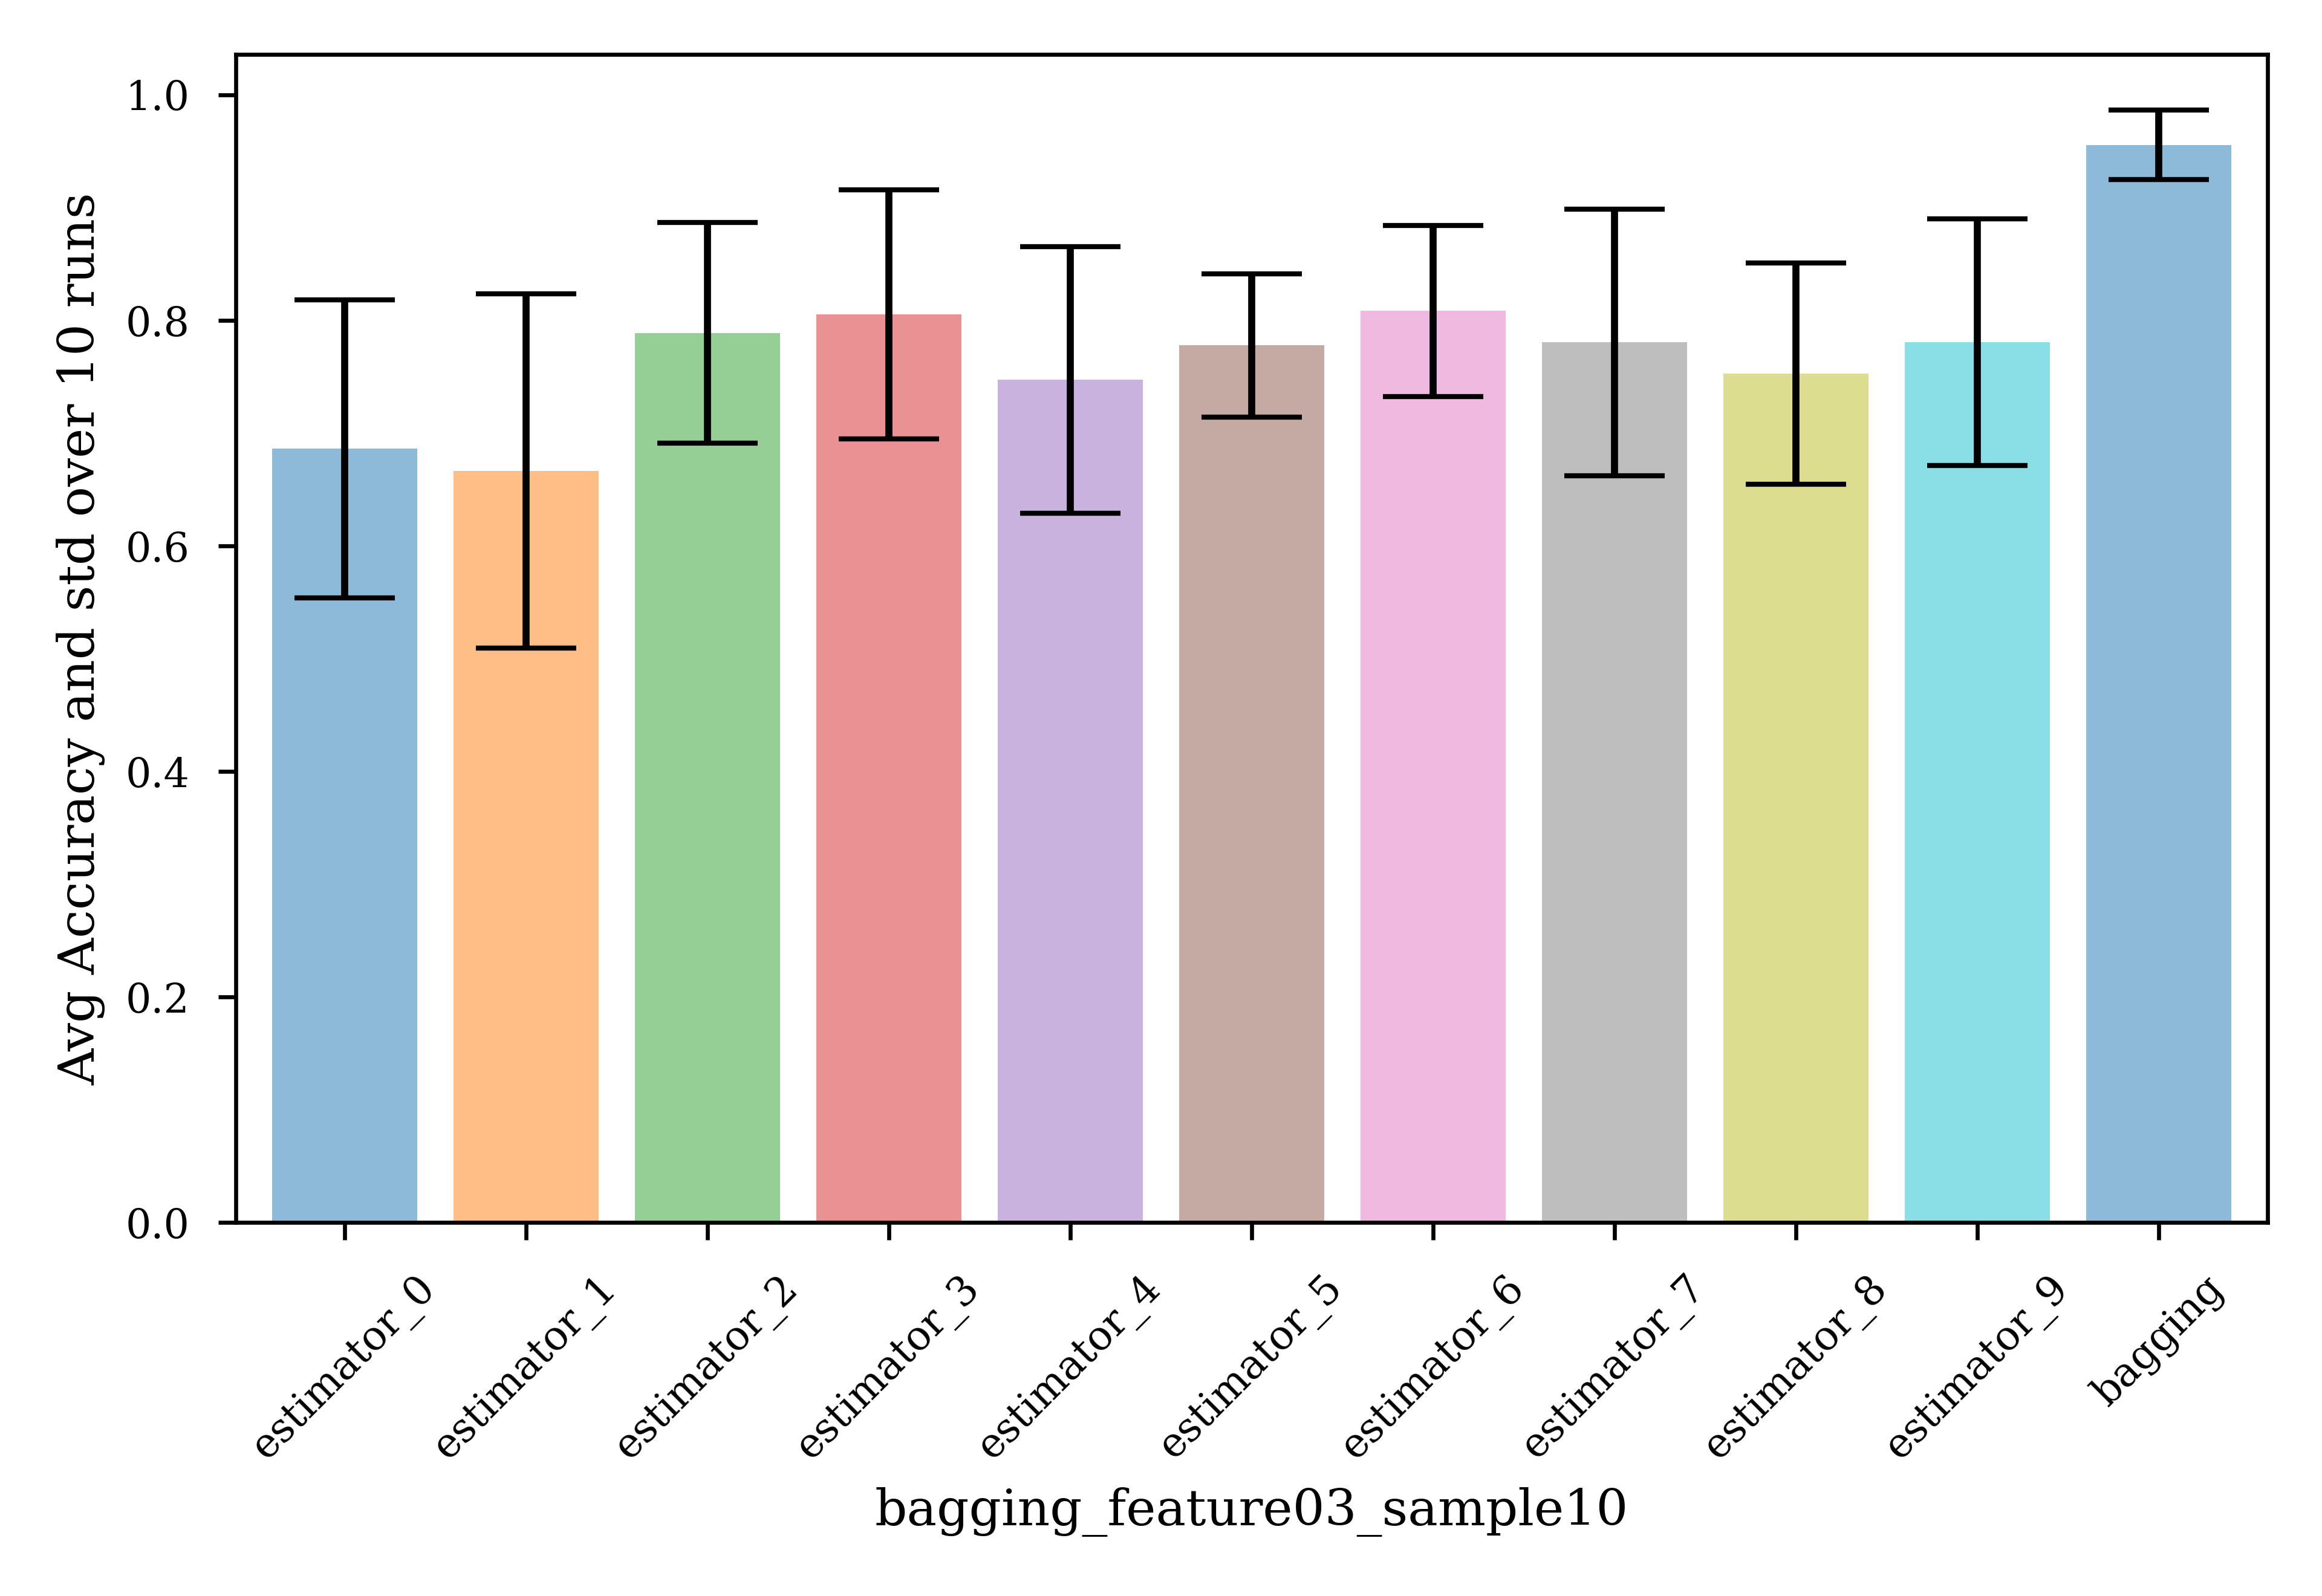 Avg Accuracy and std over 10 runs
1.0
0.8
0.6
0.4
0.2
0.0
estimator_0
estimator_1
estimator_2
estimator_3
estimator_4
estimator_5
estimator_6
estimator_7
estimator_8
estimator_9
bagging
bagging_feature03_sample10